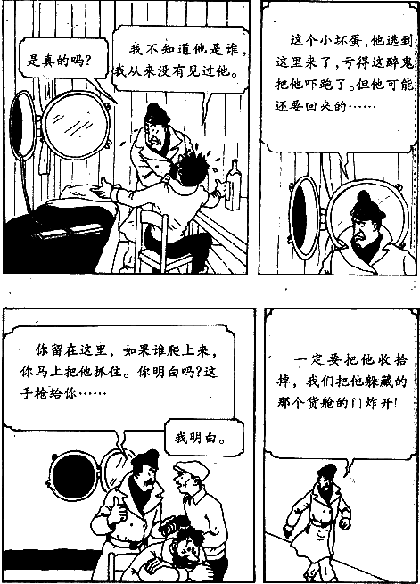 是真的吗?
我不知道他是谁,
我从来没有见过他。
这个小坏蛋,他逃到
这里来了,亏得这醉鬼
把他吓跑了。但他可能
还要回来的……
你留在这里,如果谁爬上来,
你马上把他抓住。你明白吗?这
手枪给你……
我明白。
一定要把他收拾
掉,我们把他躲藏的
那个货舱的门炸开!